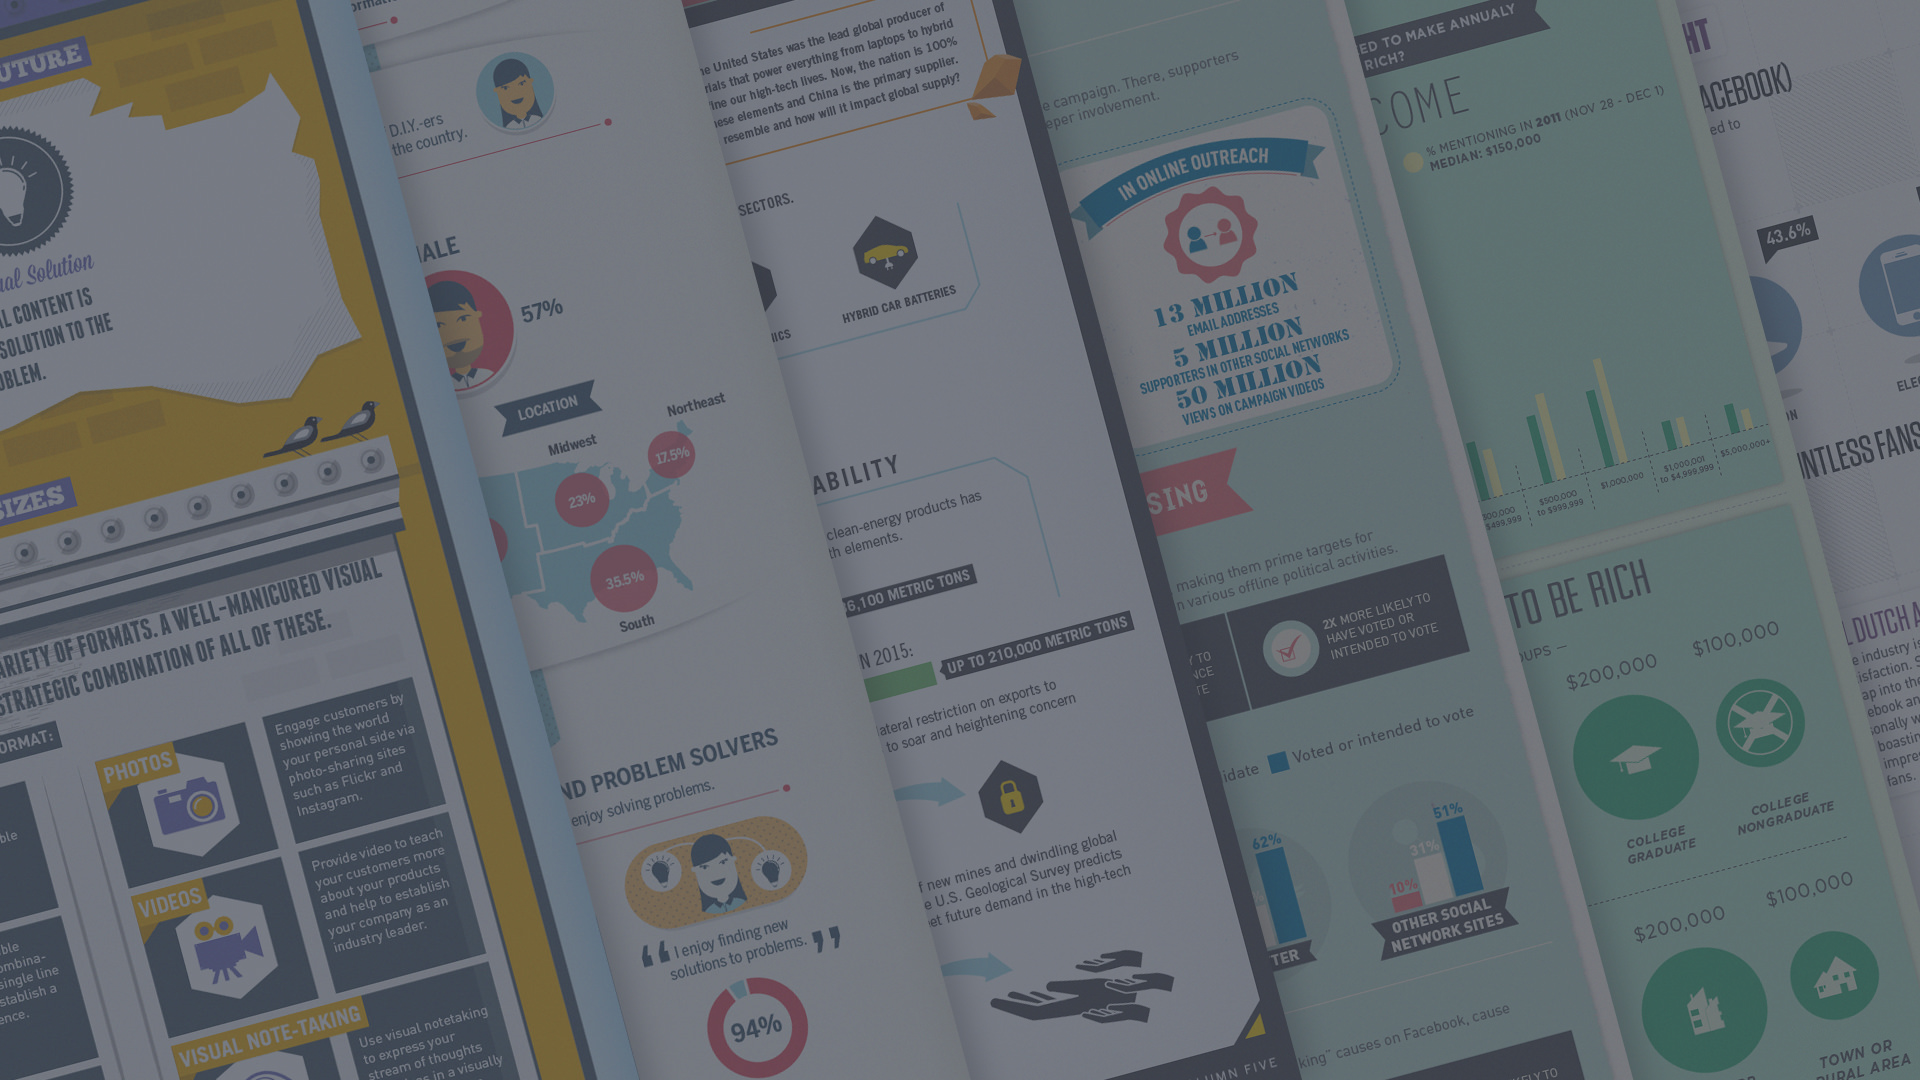 UTURE
nal Solution
AL CONTENT IS
SOLUTION TO THE
OBLEM.
SIZES
ARIETY OF FORMATS. A WELL-MANICURED VISUAL
STRATEGIC COMBINATION OF ALL OF THESE.
ORMAT:
PHOTOS
Engage customers by
showing the world
your personal side via
photo-sharing sites
such as Flickr and
Instagram.
VIDEOS
Provide video to teach
your customers more
about your products
and help to establish
your company as an
industry leader.
VISUAL NOTE-TAKING
Use visual notetaking
to express your
stream of thoughts
in a visually
ble
ombina-
single line
establish a
ence.
D.I.Y.-ers
the country.
MALE
57%
LOCATION
Northeast
Midwest
17.5%
23%
35.5%
South
ND PROBLEM SOLVERS
enjoy solving problems.
“ I enjoy finding new
solutions to problems. ”
94%
he United States was the lead global producer of
rials that power everything from laptops to hybrid
ine our high-tech lives. Now, the nation is 100%
ese elements and China is the primary supplier.
resemble and how will it impact global supply?
SECTORS.
HYBRID CAR BATTERIES
NICS
ABILITY
clean-energy products has
th elements.
36,100 METRIC TONS
N 2015:
UP TO 210,000 METRIC TONS
lateral restriction on exports to
to soar and heightening concern
f new mines and dwindling global
e U.S. Geological Survey predicts
et future demand in the high-tech
UMN FIVE
e campaign. There, supporters
eper involvement.
IN ONLINE OUTREACH
13 MILLION
EMAIL ADDRESSES
5 MILLION
SUPPORTERS IN OTHER SOCIAL NETWORKS
50 MILLION
VIEWS ON CAMPAIGN VIDEOS
SING
making them prime targets for
n various offline political activities.
Y TO
NCE
TE
2X MORE LIKELY TO
HAVE VOTED OR
INTENDED TO VOTE
idate
Voted or intended to vote
62%
10%
31%
51%
TER
OTHER SOCIAL
NETWORK SITES
king" causes on Facebook, cause
ELY TO
ED TO MAKE ANNUALY
RICH?
COME
% MENTIONING IN 2011 (NOV 28 - DEC 1)
MEDIAN: $150,000
$499,999
$500,000
to $999,999
$1,000,000
$1,000,001
to $4,999,999
$5,000,000+
TO BE RICH
OUPS —
$200,000
$100,000
COLLEGE
GRADUATE
COLLEGE
NONGRADUATE
$200,000
$100,000
TOWN OR
RURAL AREA
HT
ACEBOOK)
ed to
43.6%
ON
ELE
NTLESS FANS
L DUTCH A
e industry is
isfaction. S
ap into the
ebook an
onally w
boastin
impre
fans.